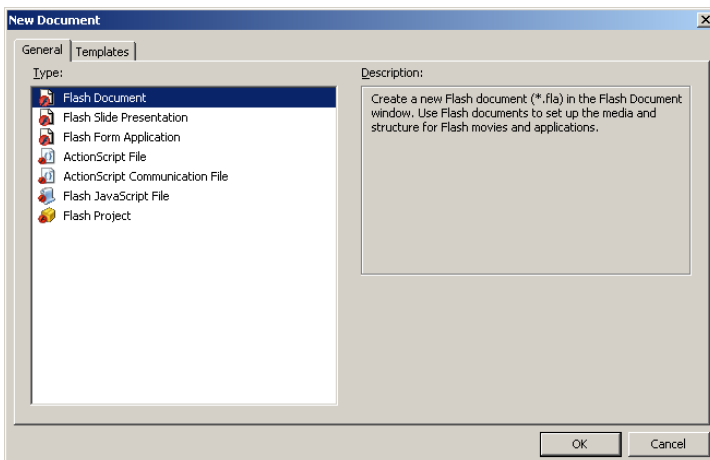 New Document
General
Templates
Type:
Flash Document
Flash Slide Presentation
Flash Form Application
ActionScript File
ActionScript Communication File
Flash JavaScript File
Flash Project
Description:
Create a new Flash document (*.fla) in the Flash Document
window. Use Flash documents to set up the media and
structure for Flash movies and applications.
OK
Cancel